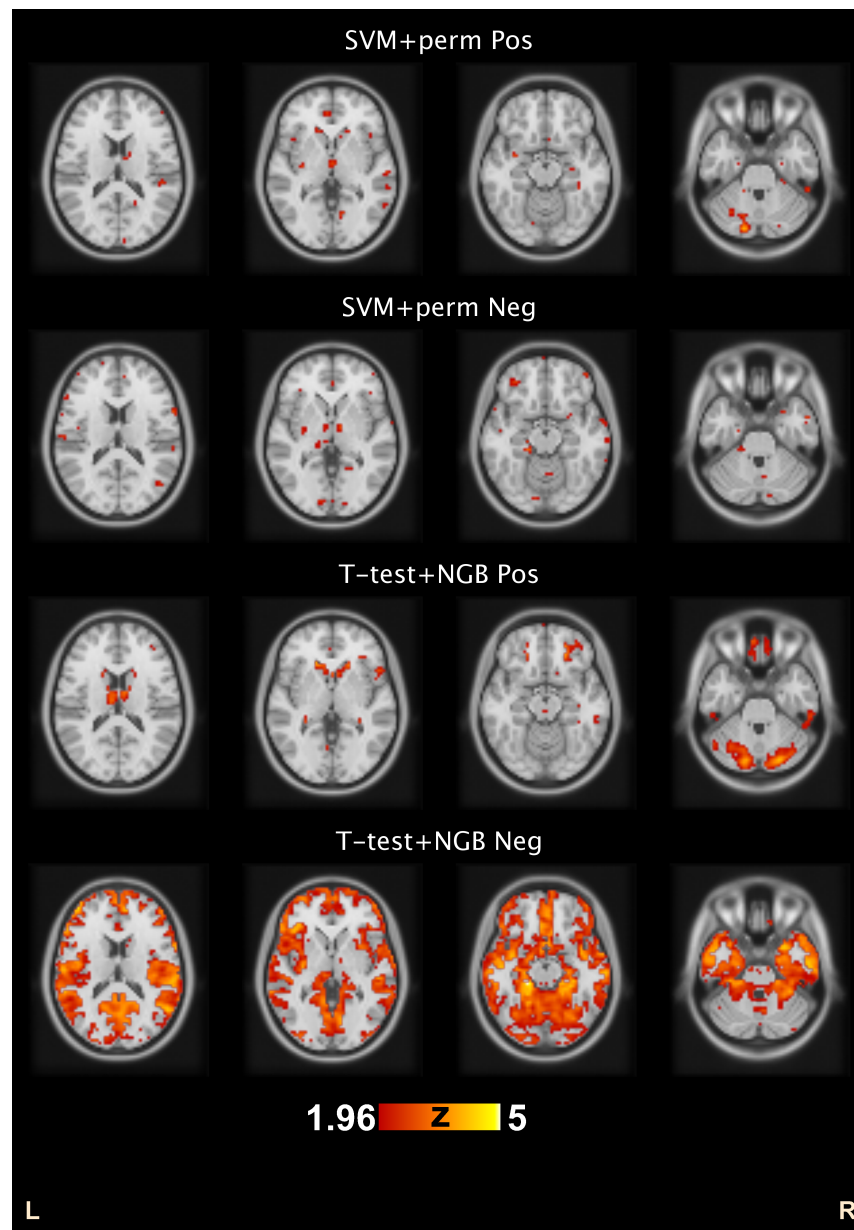 SVM+perm Pos
SVM+perm Neg
T-test+NGB Pos
T-test+NGB Neg
1.96 Z 5
L R